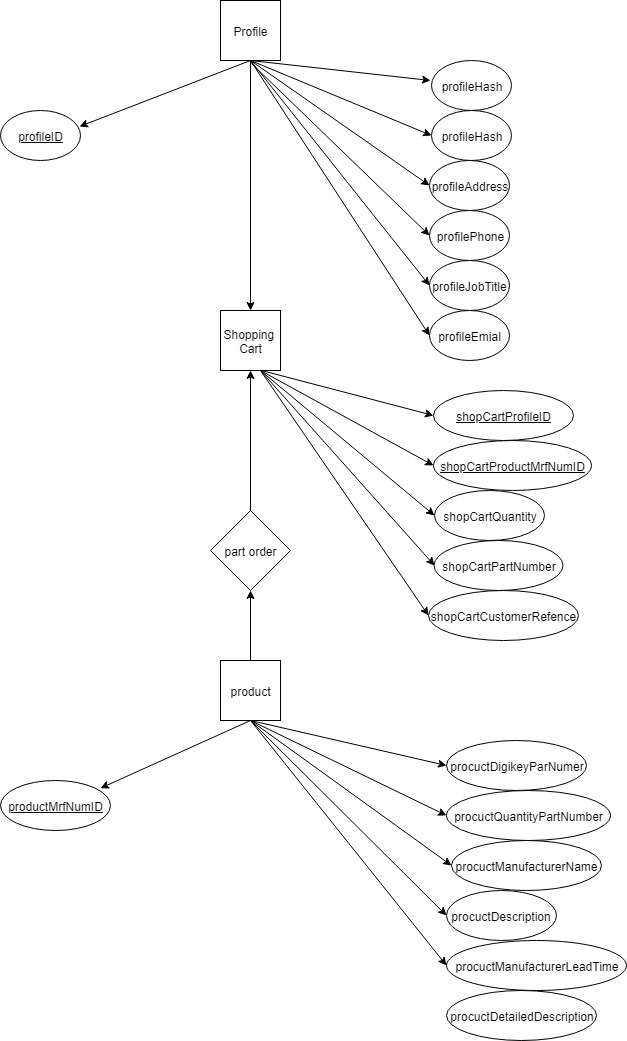 Profile
profileHash
profileID
profileHash
profileAddress
profilePhone
profileJobTitle
profileEmial
Shopping
Cart
shopCartProfileID
shopCartProductMrfNumID
shopCartQuantity
part order
shopCartPartNumber
shopCartCustomerRefence
product
procuctDigikeyParNumer
productMrfNumID
procuctQuantityPartNumber
procuctManufacturerName
procuctDescription
procuctManufacturerLeadTime
procuctDetailedDescription